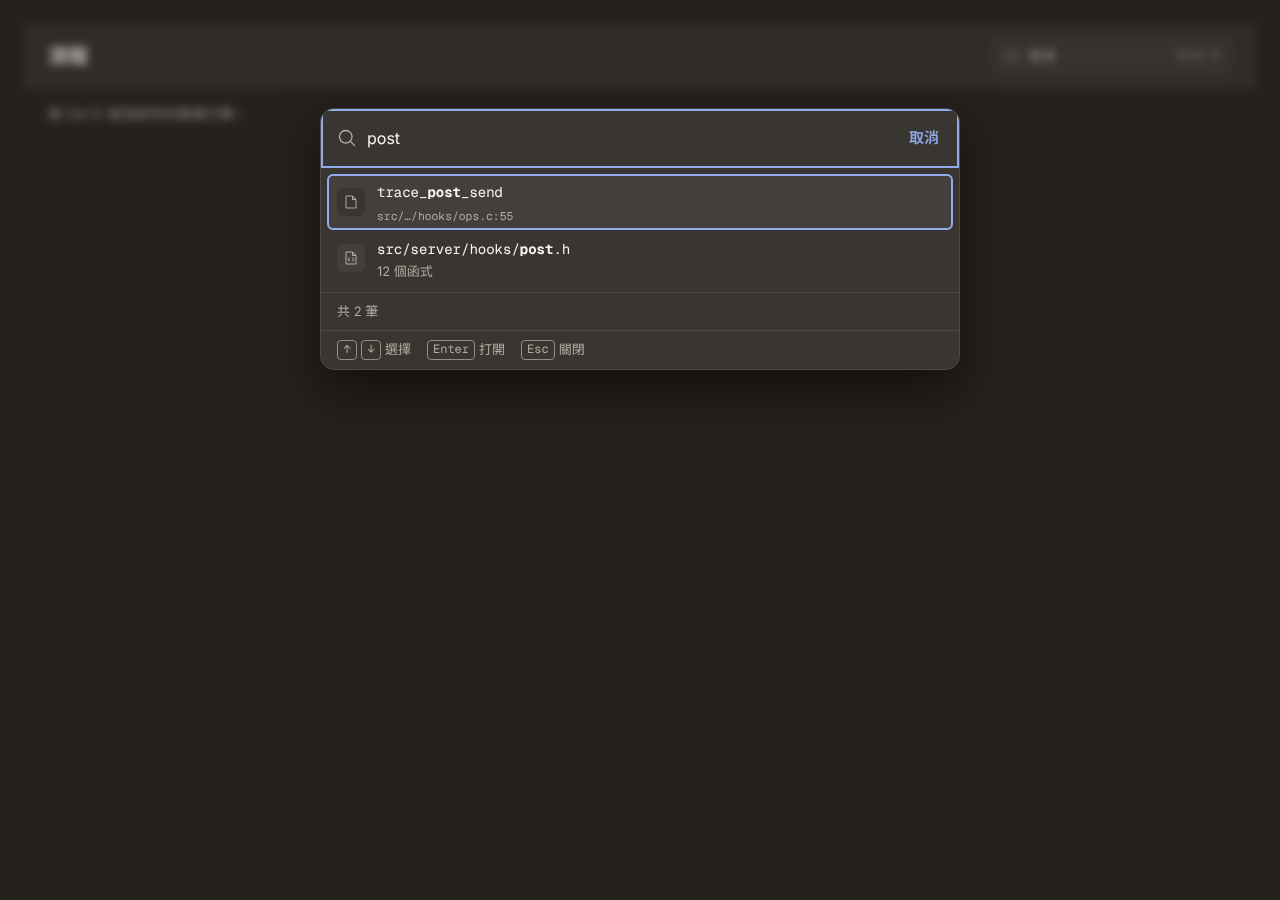 post 取消
trace_post_send
src/…/hooks/ops.c:55
src/server/hooks/post.h
12 個函式
共 2 筆
↑ ↓ 選擇 Enter 打開 Esc 關閉